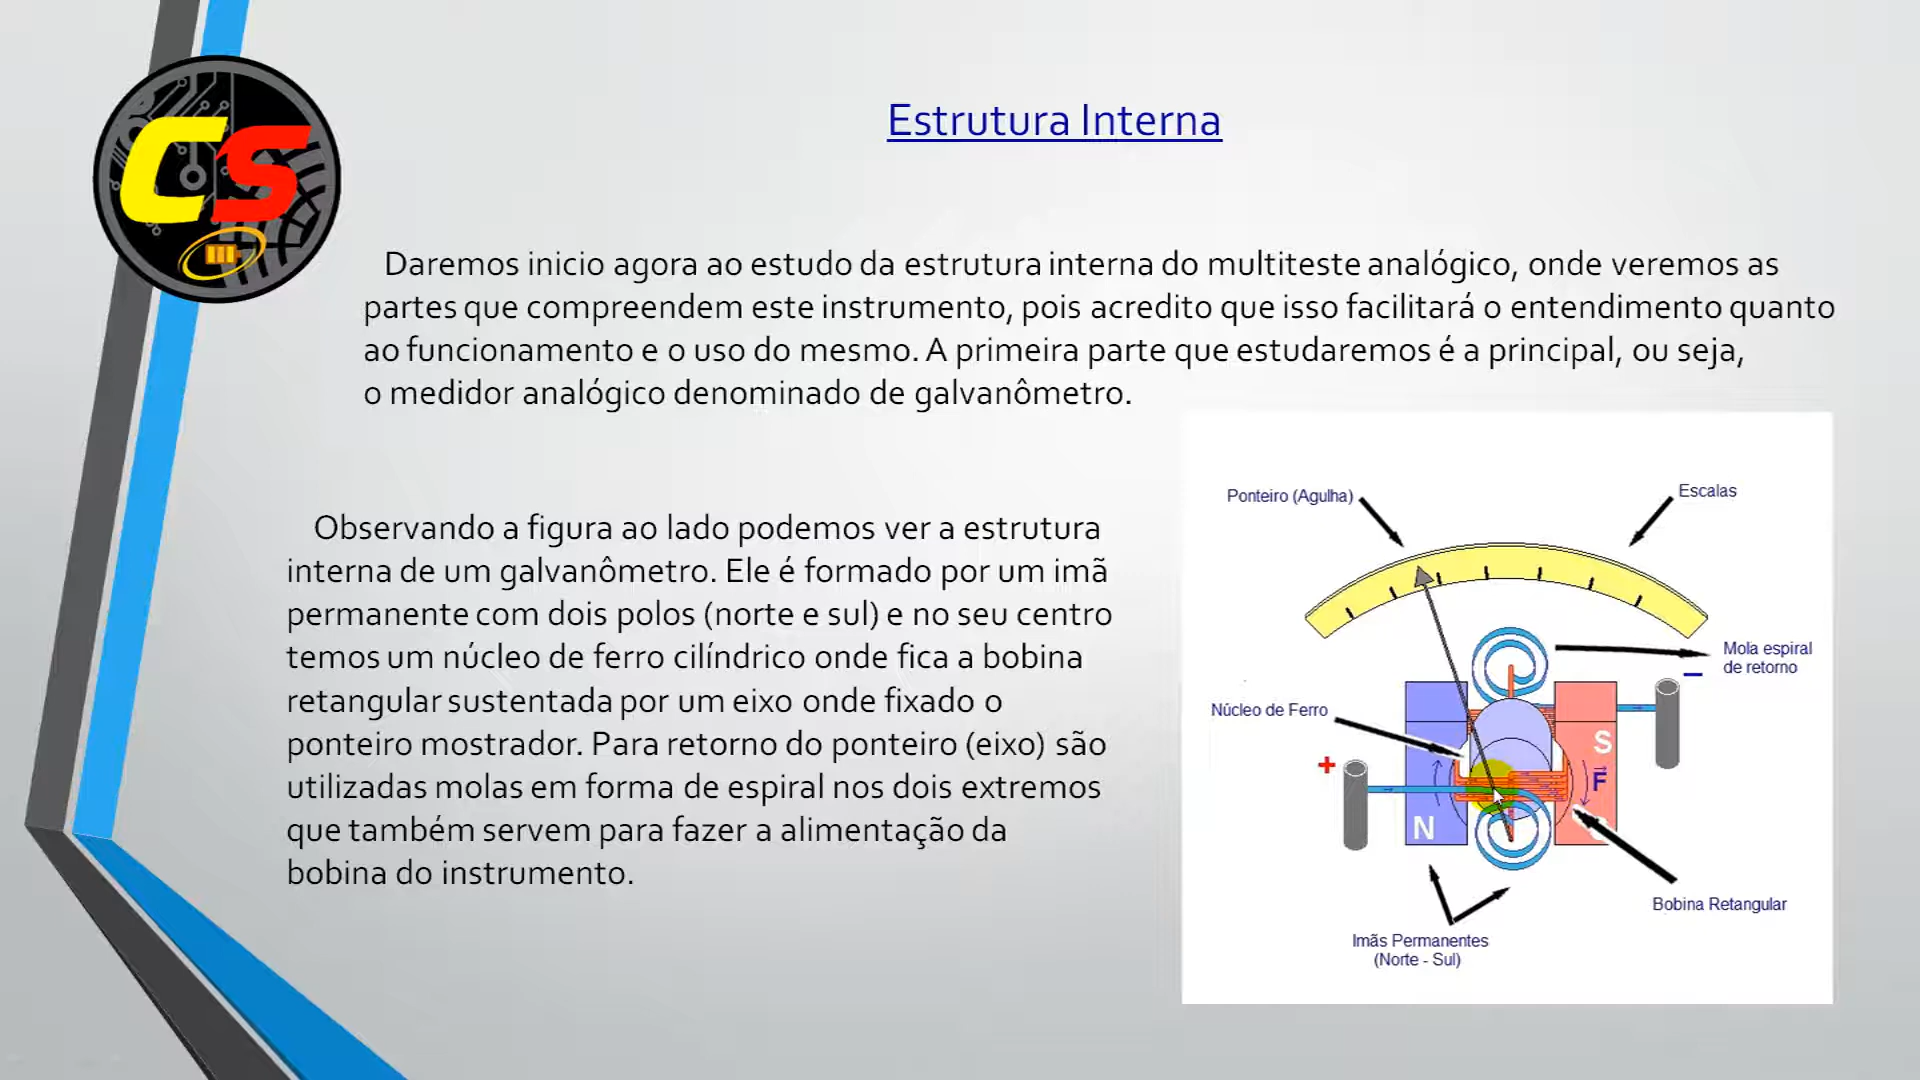 CS
Estrutura Interna
Daremos inicio agora ao estudo da estrutura interna do multiteste analógico, onde veremos as
partes que compreendem este instrumento, pois acredito que isso facilitará o entendimento quanto
ao funcionamento e o uso do mesmo. A primeira parte que estudaremos é a principal, ou seja,
o medidor analógico denominado de galvanômetro.
Observando a figura ao lado podemos ver a estrutura
interna de um galvanômetro. Ele é formado por um imã
permanente com dois polos (norte e sul) e no seu centro
temos um núcleo de ferro cilíndrico onde fica a bobina
retangular sustentada por um eixo onde fixado o
ponteiro mostrador. Para retorno do ponteiro (eixo) são
utilizadas molas em forma de espiral nos dois extremos
que também servem para fazer a alimentação da
bobina do instrumento.
Ponteiro (Agulha)
Escalas
Mola espiral
de retorno
−
Núcleo de Ferro
S
+
F
N
Bobina Retangular
Imãs Permanentes
(Norte - Sul)